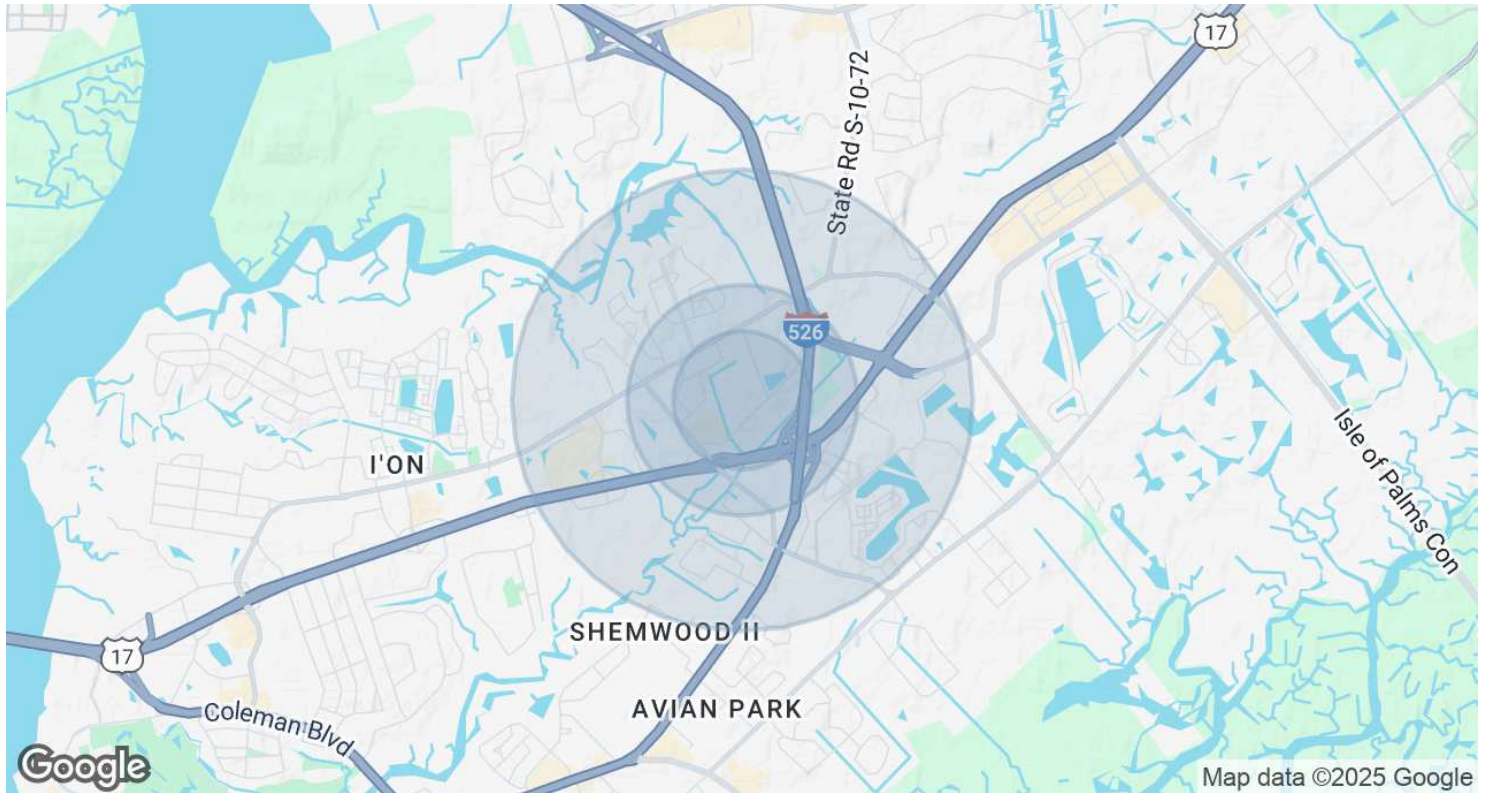 17
State Rd S-10-72
526
Isle of Palms Con
I'ON
SHEMWOOD II
17
AVIAN PARK
Coleman Blvd
Google
Map data ©2025 Google